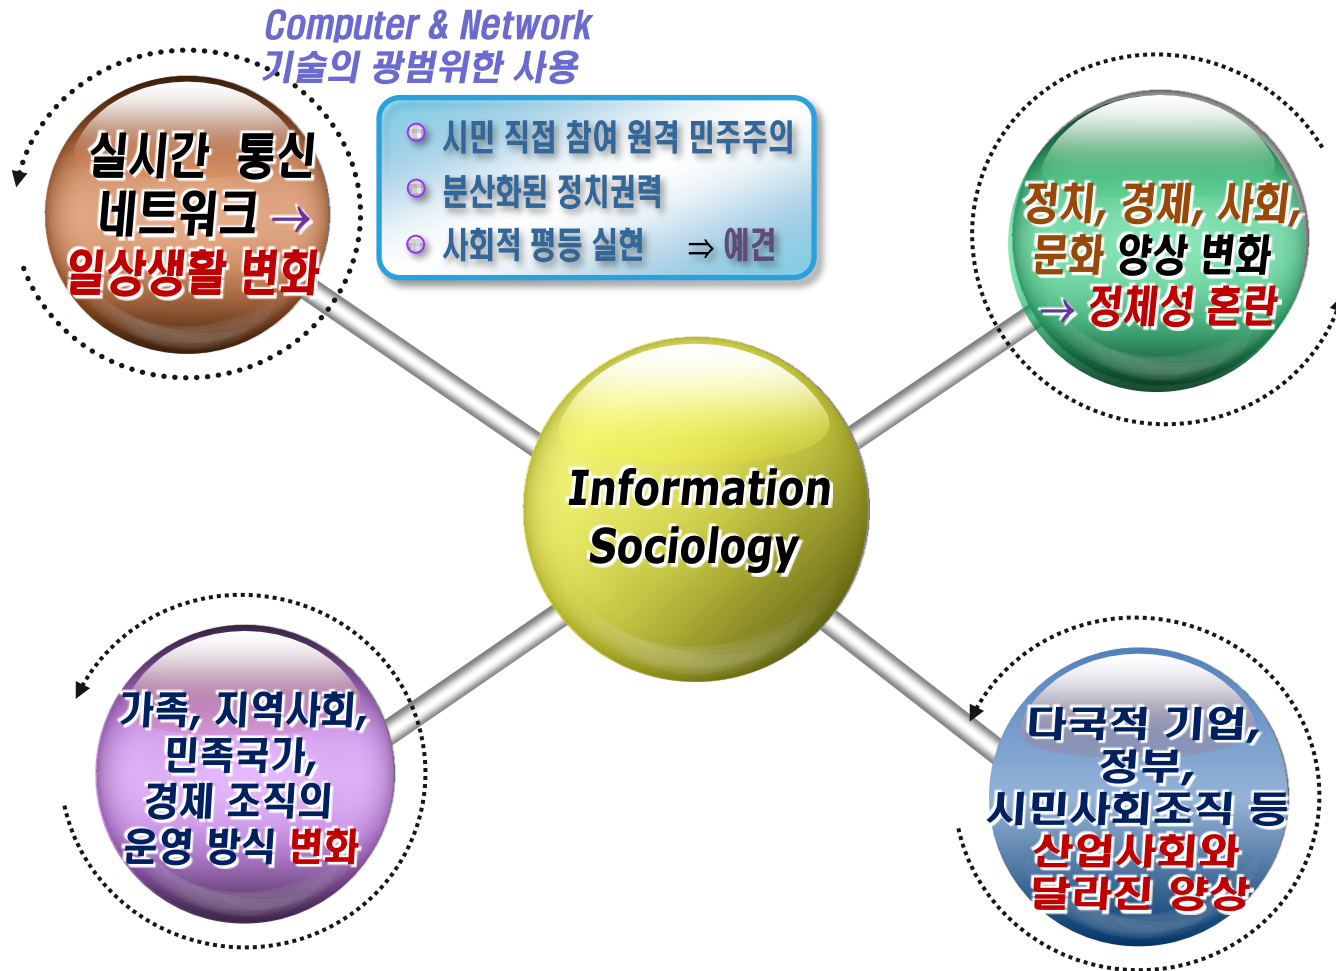 Computer & Network
기술의 광범위한 사용
실시간 통신
네트워크 →
일상생활 변화
시민 직접 참여 원격 민주주의
분산화된 정치권력
사회적 평등 실현 ⇒ 예견
정치, 경제, 사회,
문화 양상 변화
→ 정체성 혼란
Information
Sociology
가족, 지역사회,
민족국가,
경제 조직의
운영 방식 변화
다국적 기업,
정부,
시민사회조직 등
산업사회와
달라진 양상